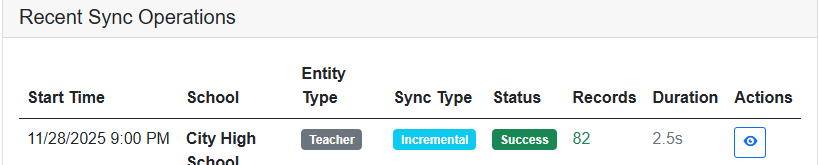 Recent Sync Operations
Entity
Start Time School Type Sync Type Status Records Duration Actions
11/28/2025 9:00 PM City High Teacher Incremental Success 82 2.5s
School